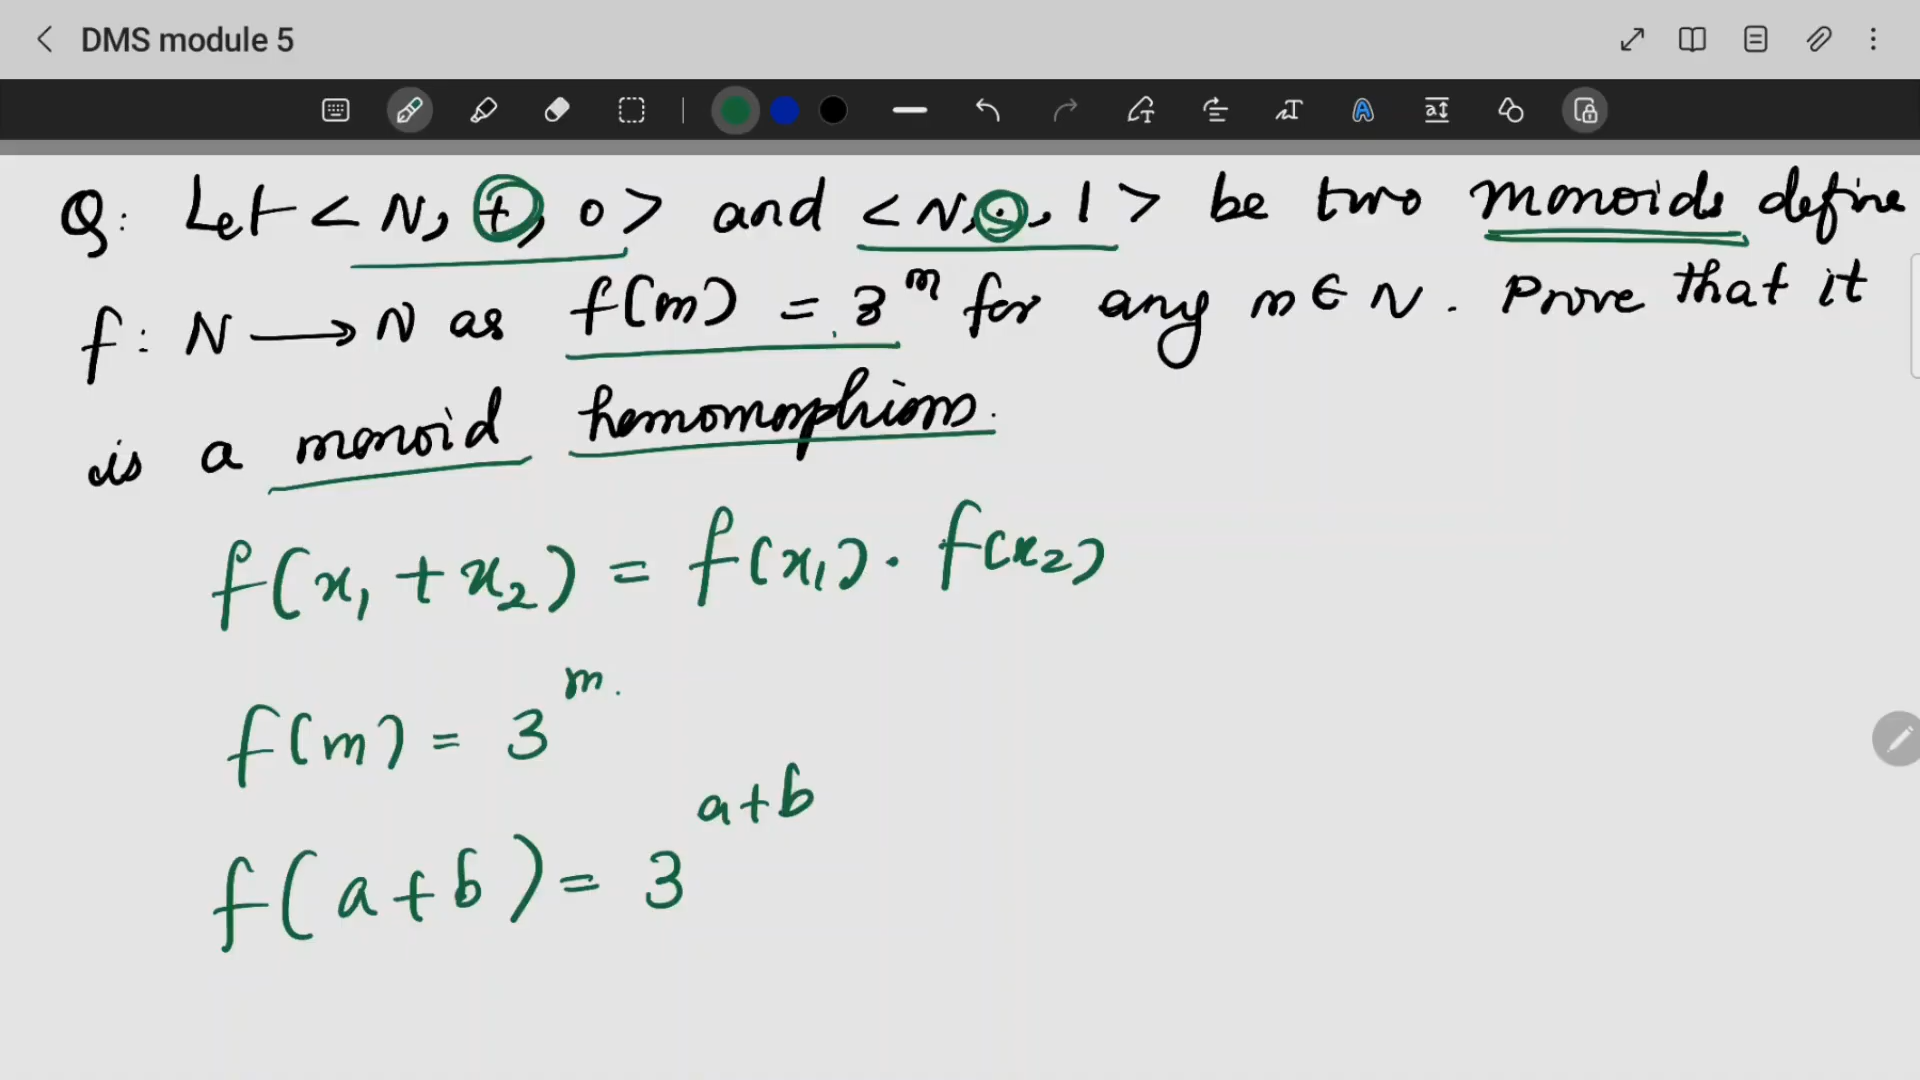 DMS module 5
Q: Let < N, +, 0 > and < N, ., 1 > be two monoids define
f : N ⟶ N as f(m) = 3^m for any m ∈ N . Prove that it
is a monoid homomorphism.
f(x₁ + x₂) = f(x₁) . f(x₂)
f(m) = 3^m.
f(a+b) = 3^a+b